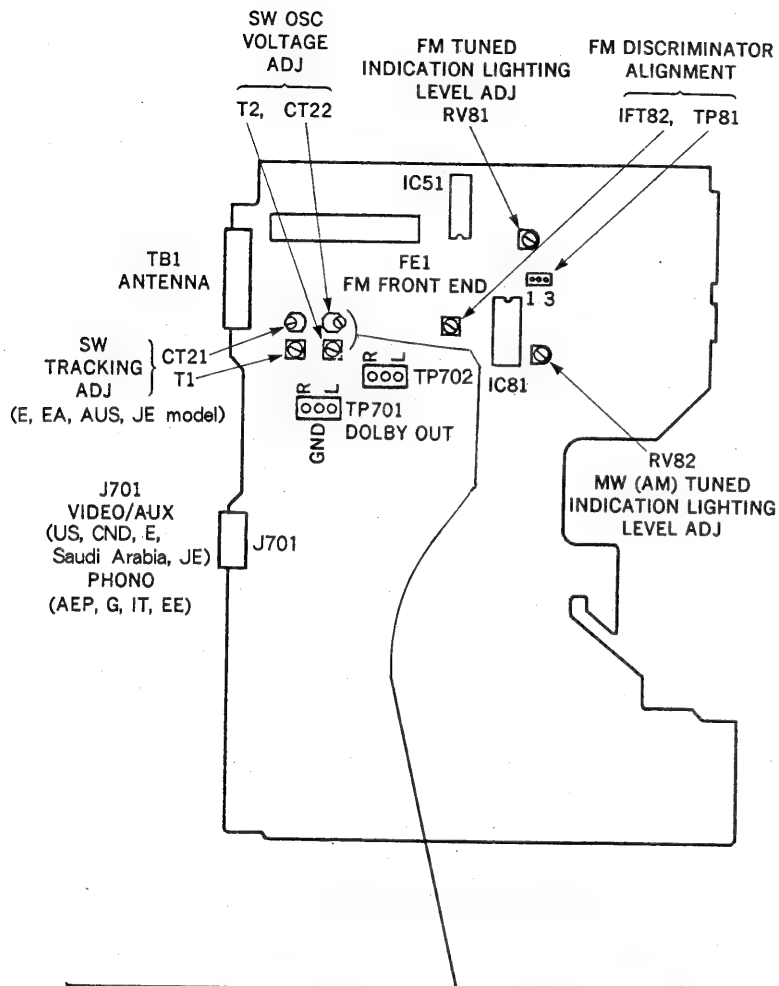 SW OSC
VOLTAGE
ADJ
T2, CT22
FM TUNED
INDICATION LIGHTING
LEVEL ADJ
RV81
FM DISCRIMINATOR
ALIGNMENT
IFT82, TP81
IC51
TB1
ANTENNA
FE1
FM FRONT END
1 3
SW
TRACKING
ADJ
CT21
T1
(E, EA, AUS, JE model)
R L
TP702
IC81
R L
TP701
GND
DOLBY OUT
RV82
MW (AM) TUNED
INDICATION LIGHTING
LEVEL ADJ
J701
VIDEO/AUX
(US, CND, E,
Saudi Arabia, JE)
PHONO
(AEP, G, IT, EE)
J701